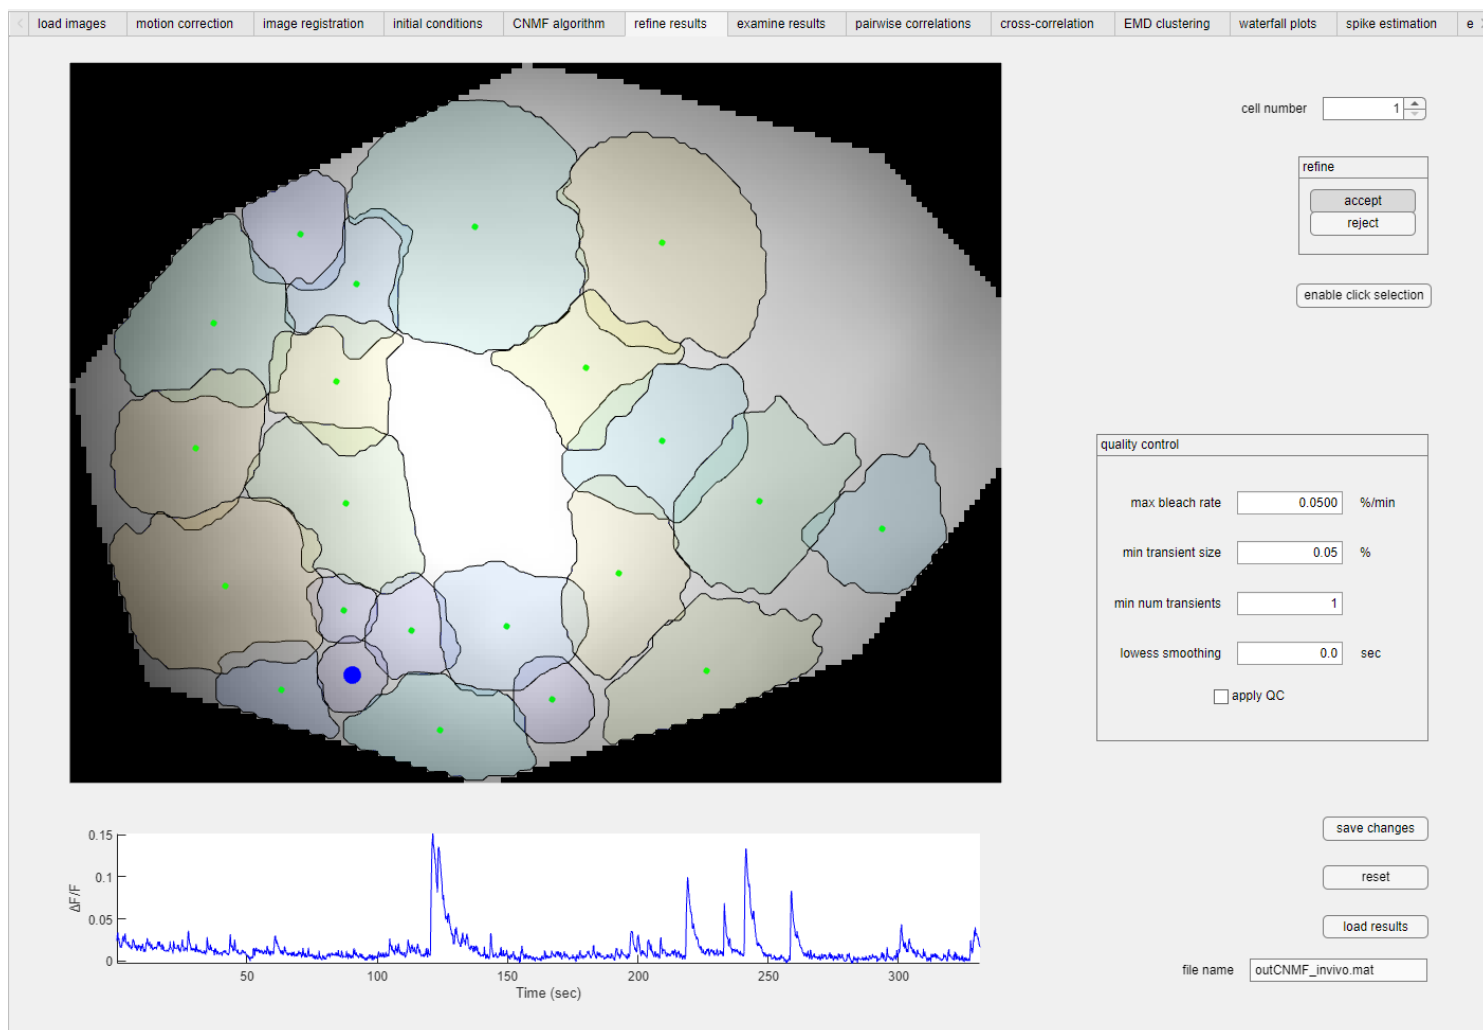 load images motion correction image registration initial conditions CNMF algorithm refine results examine results pairwise correlations cross-correlation EMD clustering waterfall plots spike estimation e
cell number 1
refine
accept
reject
enable click selection
quality control
max bleach rate 0.0500 %/min
min transient size 0.05 %
min num transients 1
lowess smoothing 0.0 sec
apply QC
save changes
reset
load results
file name outCNMF_invivo.mat
0.15
0.1
0.05
0
ΔF/F
50 100 150 200 250 300
Time (sec)